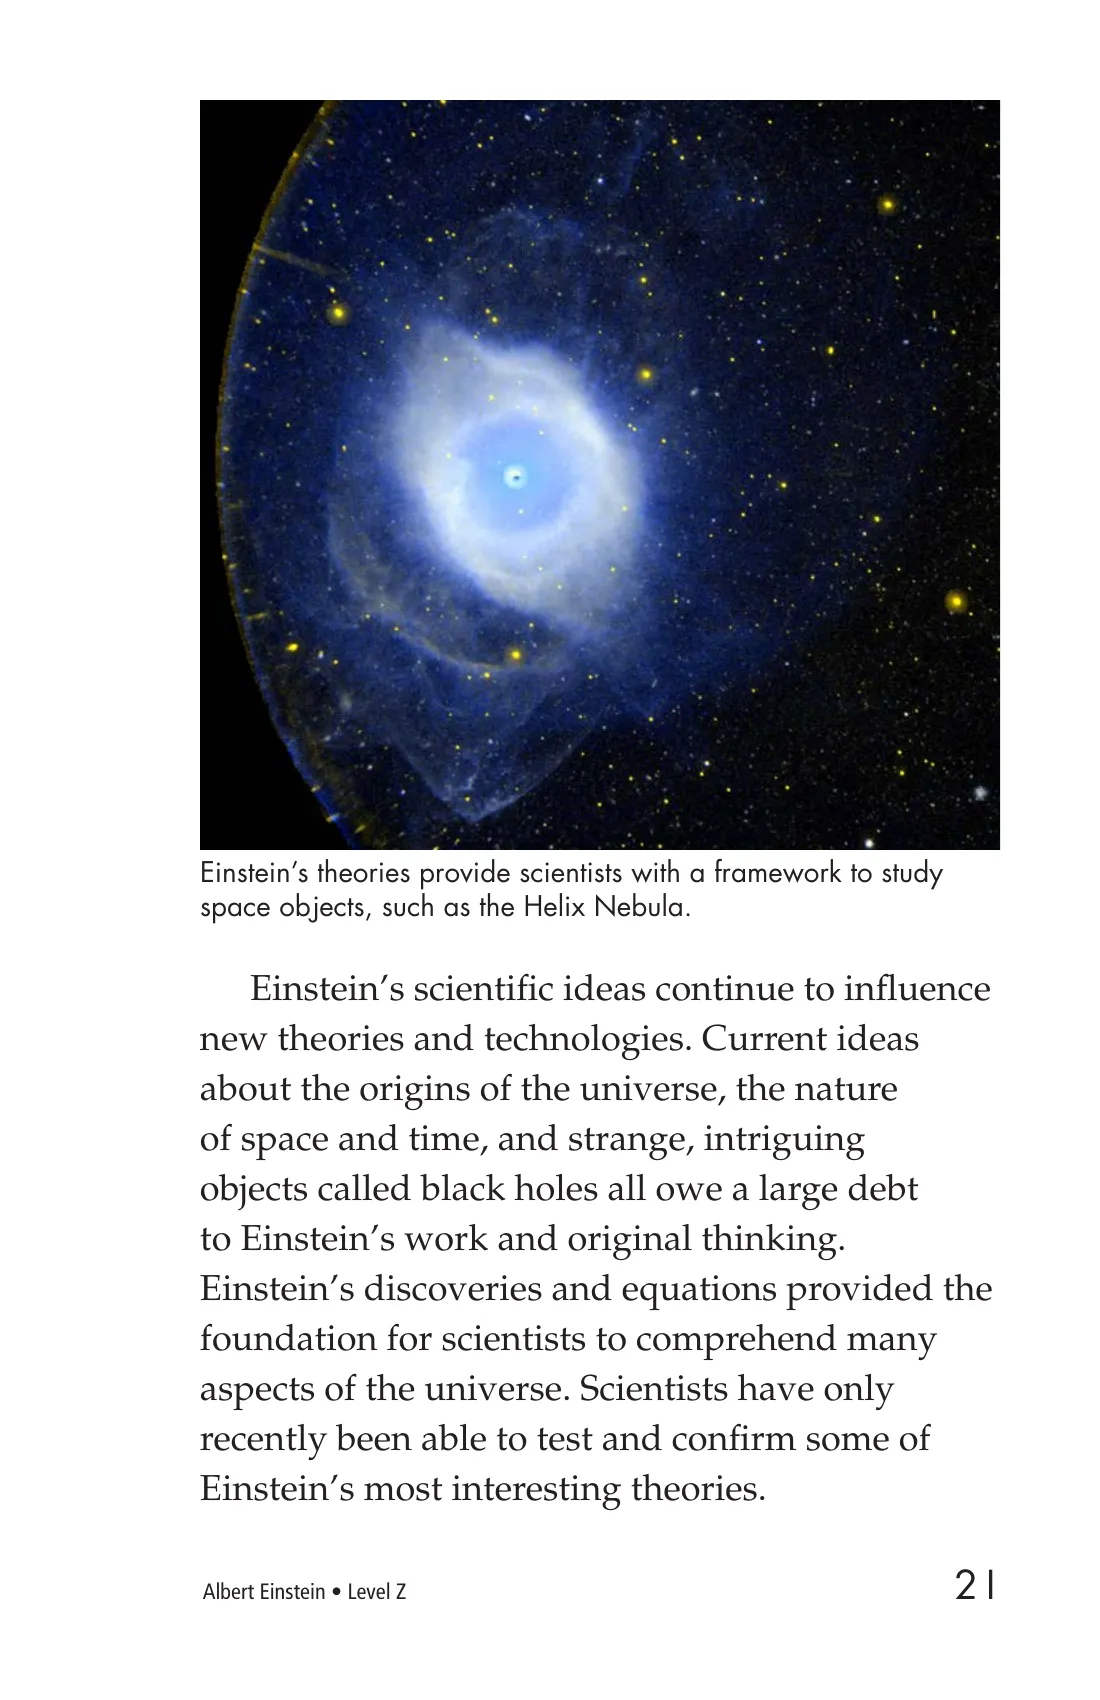 Einstein’s theories provide scientists with a framework to study
space objects, such as the Helix Nebula.
Einstein’s scientific ideas continue to influence
new theories and technologies. Current ideas
about the origins of the universe, the nature
of space and time, and strange, intriguing
objects called black holes all owe a large debt
to Einstein’s work and original thinking.
Einstein’s discoveries and equations provided the
foundation for scientists to comprehend many
aspects of the universe. Scientists have only
recently been able to test and confirm some of
Einstein’s most interesting theories.
Albert Einstein • Level Z
21